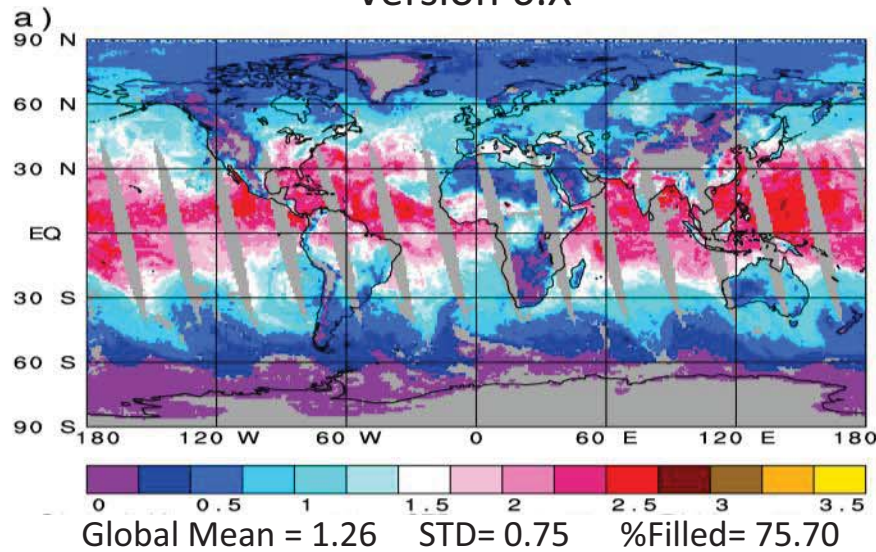 a)
90 N
60 N
30 N
EQ
30 S
60 S
90 S
180 120 W 60 W 0 60 E 120 E 180
0 0.5 1 1.5 2 2.5 3 3.5
Global Mean = 1.26 STD= 0.75 %Filled= 75.70